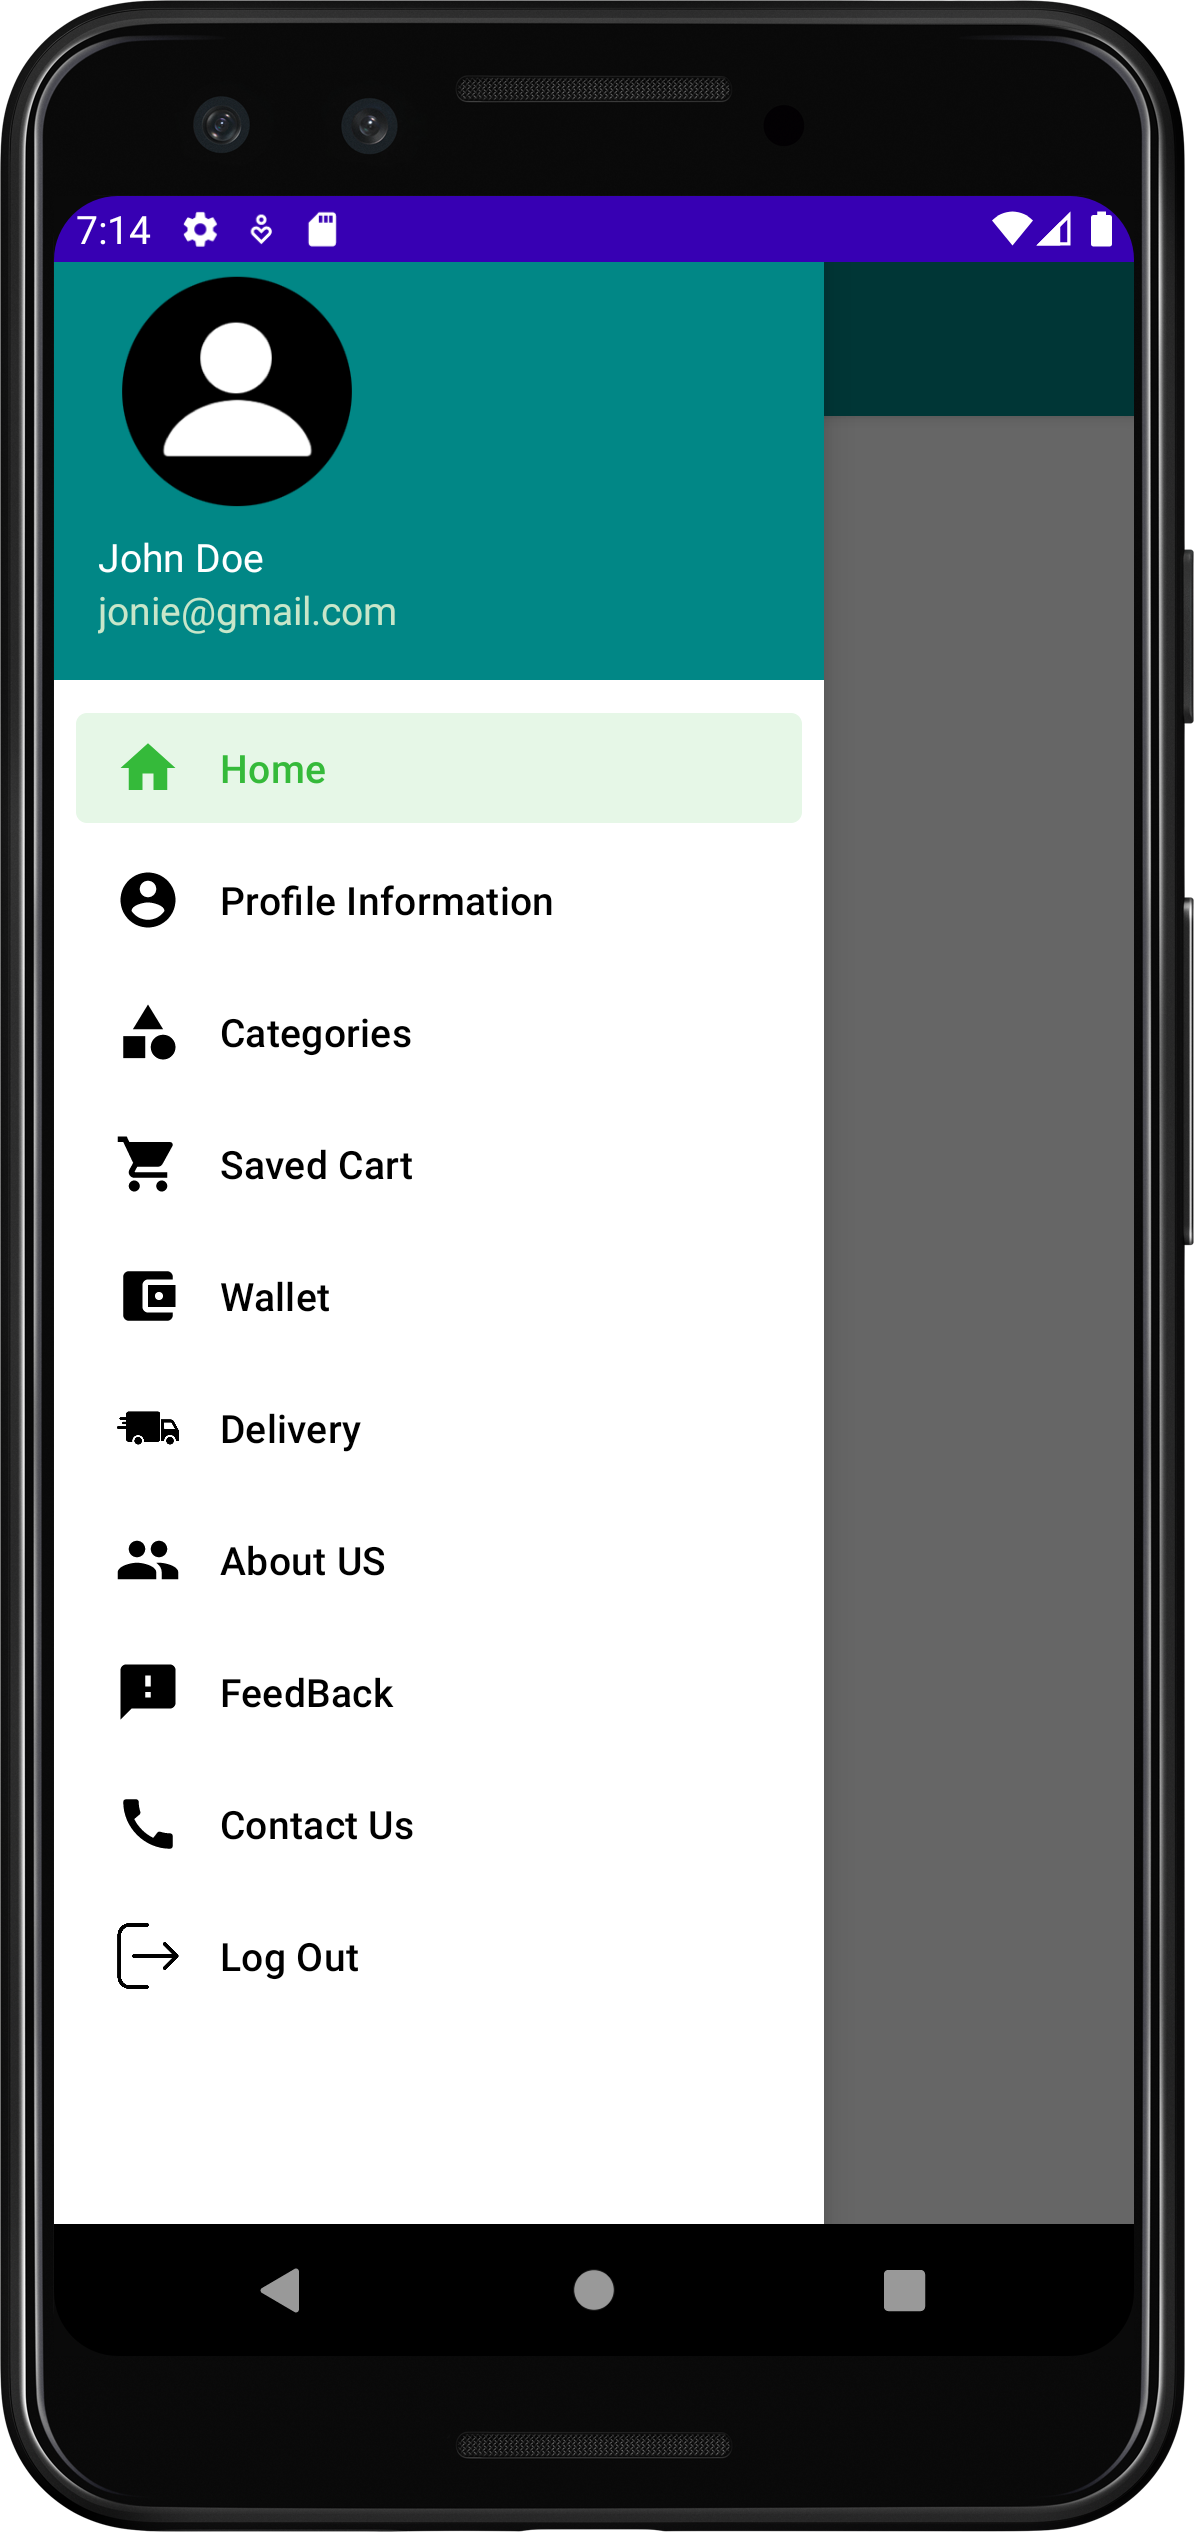 7:14
John Doe
jonie@gmail.com
Home
Profile Information
Categories
Saved Cart
Wallet
Delivery
About US
FeedBack
Contact Us
Log Out